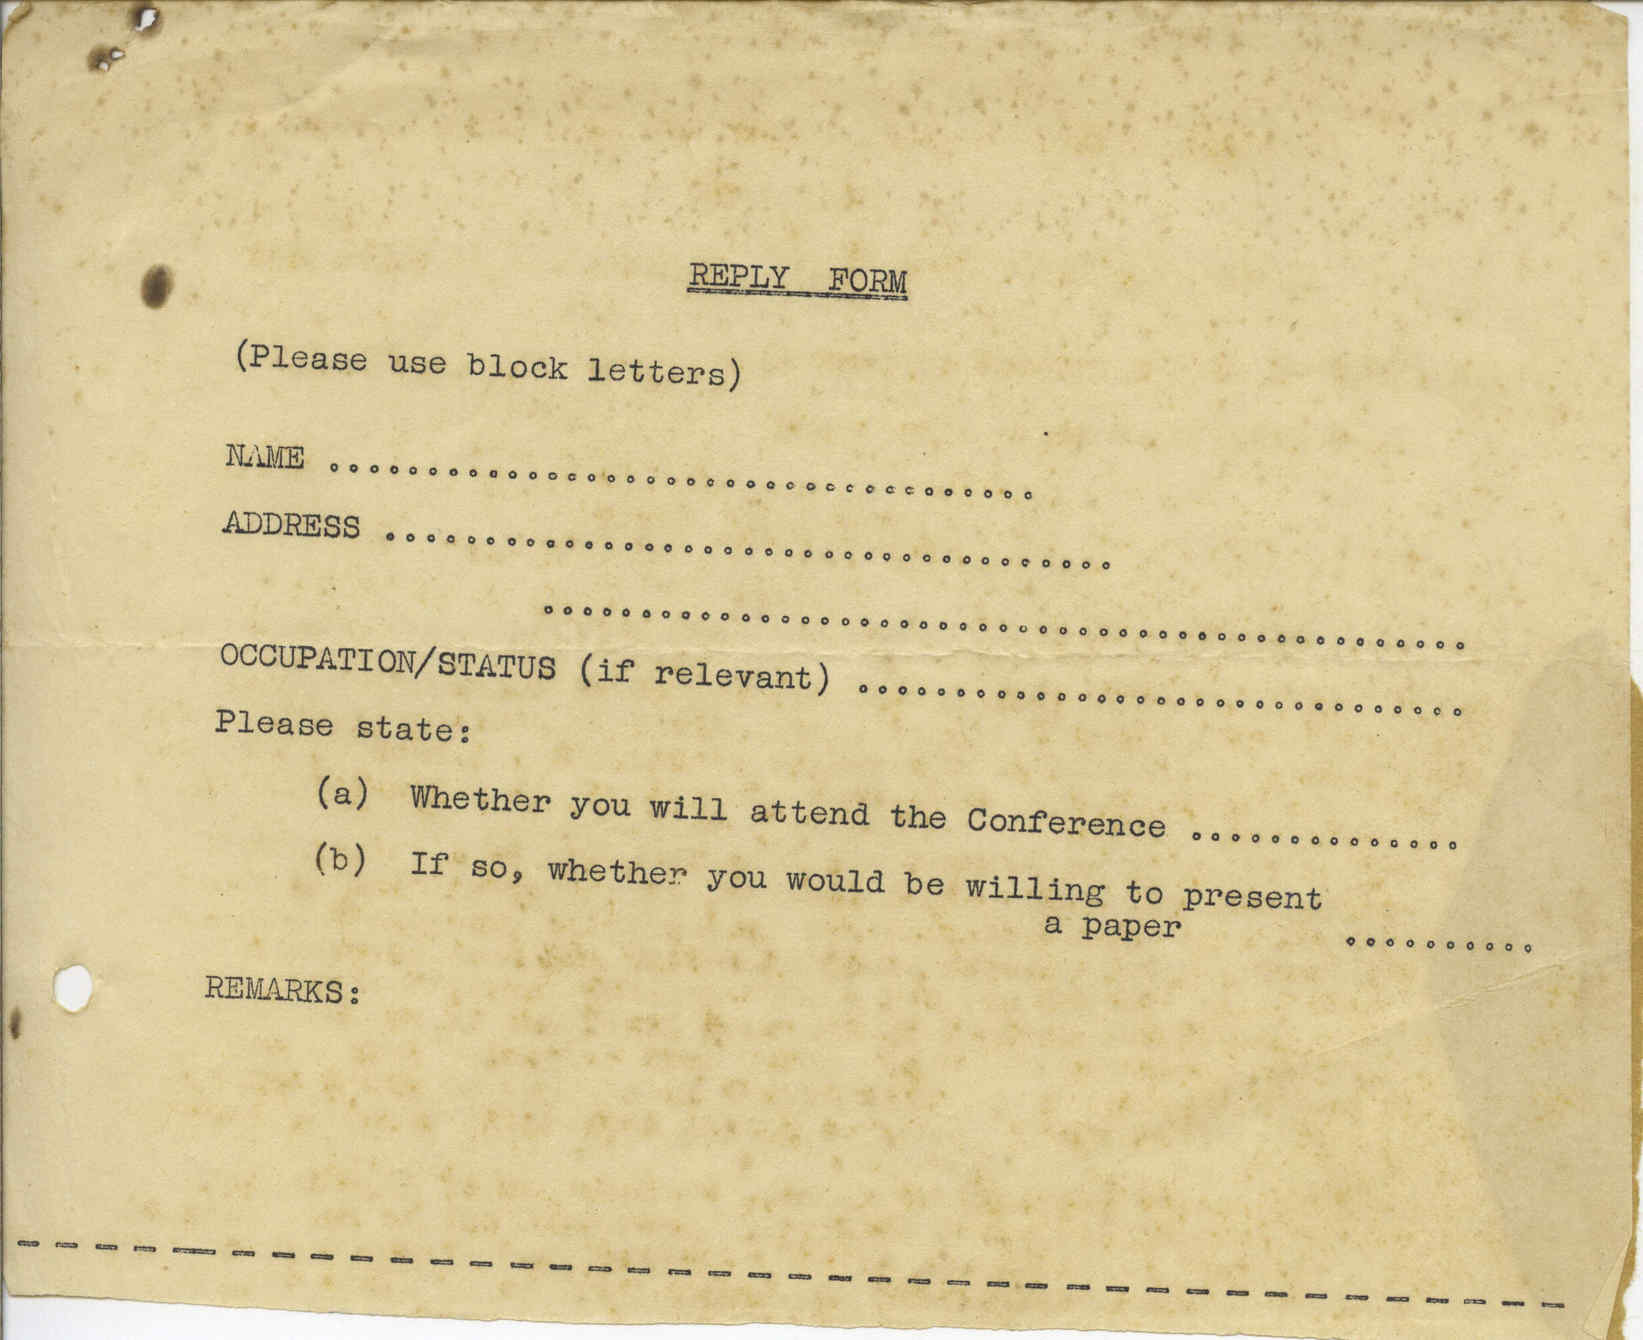 REPLY FORM
(Please use block letters)
NAME ....................................
ADDRESS .....................................
...............................................
OCCUPATION/STATUS (if relevant) ...............................
Please state:
(a) Whether you will attend the Conference ..............
(b) If so, whether you would be willing to present
a paper ..........
REMARKS: